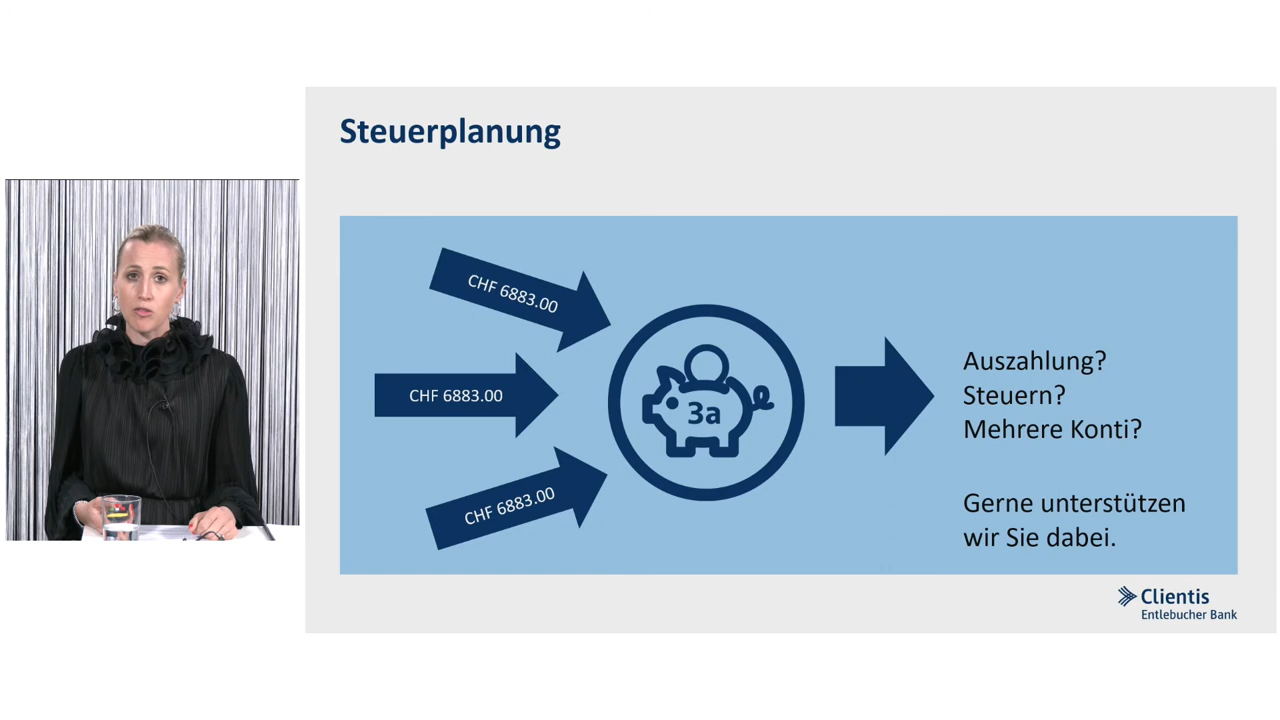 Steuerplanung
CHF 6883.00
CHF 6883.00
CHF 6883.00
3a
Auszahlung?
Steuern?
Mehrere Konti?
Gerne unterstützen
wir Sie dabei.
Clientis
Entlebucher Bank